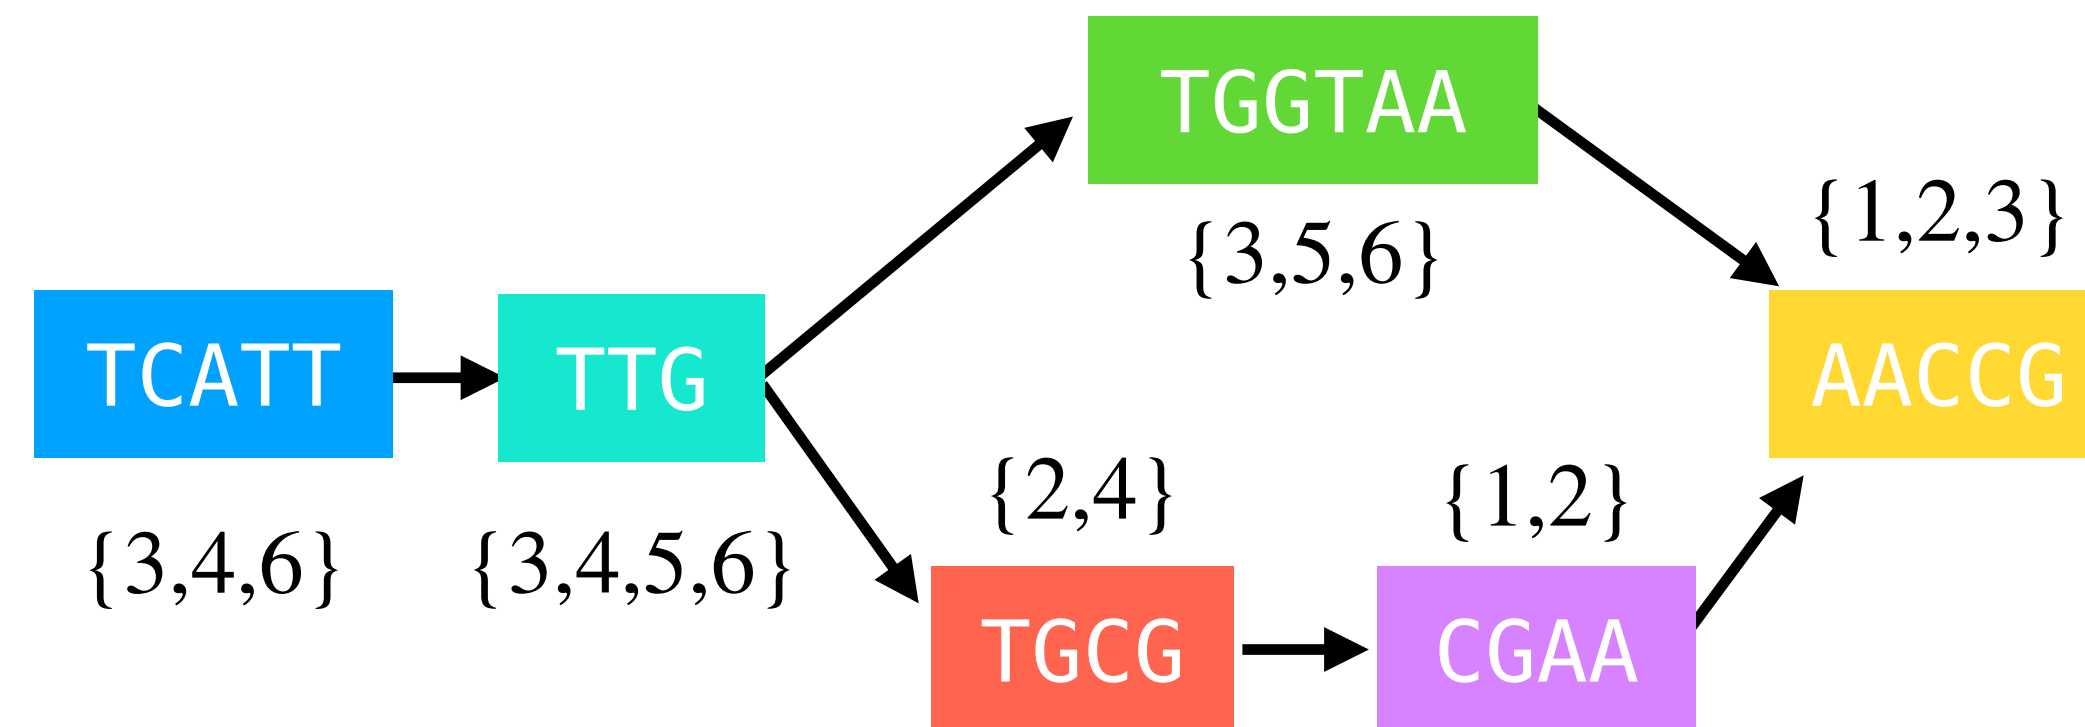 TGGTAA
{1,2,3}
{3,5,6}
TCATT
TTG
AACCG
{2,4}
{1,2}
{3,4,6}
{3,4,5,6}
TGCG
CGAA